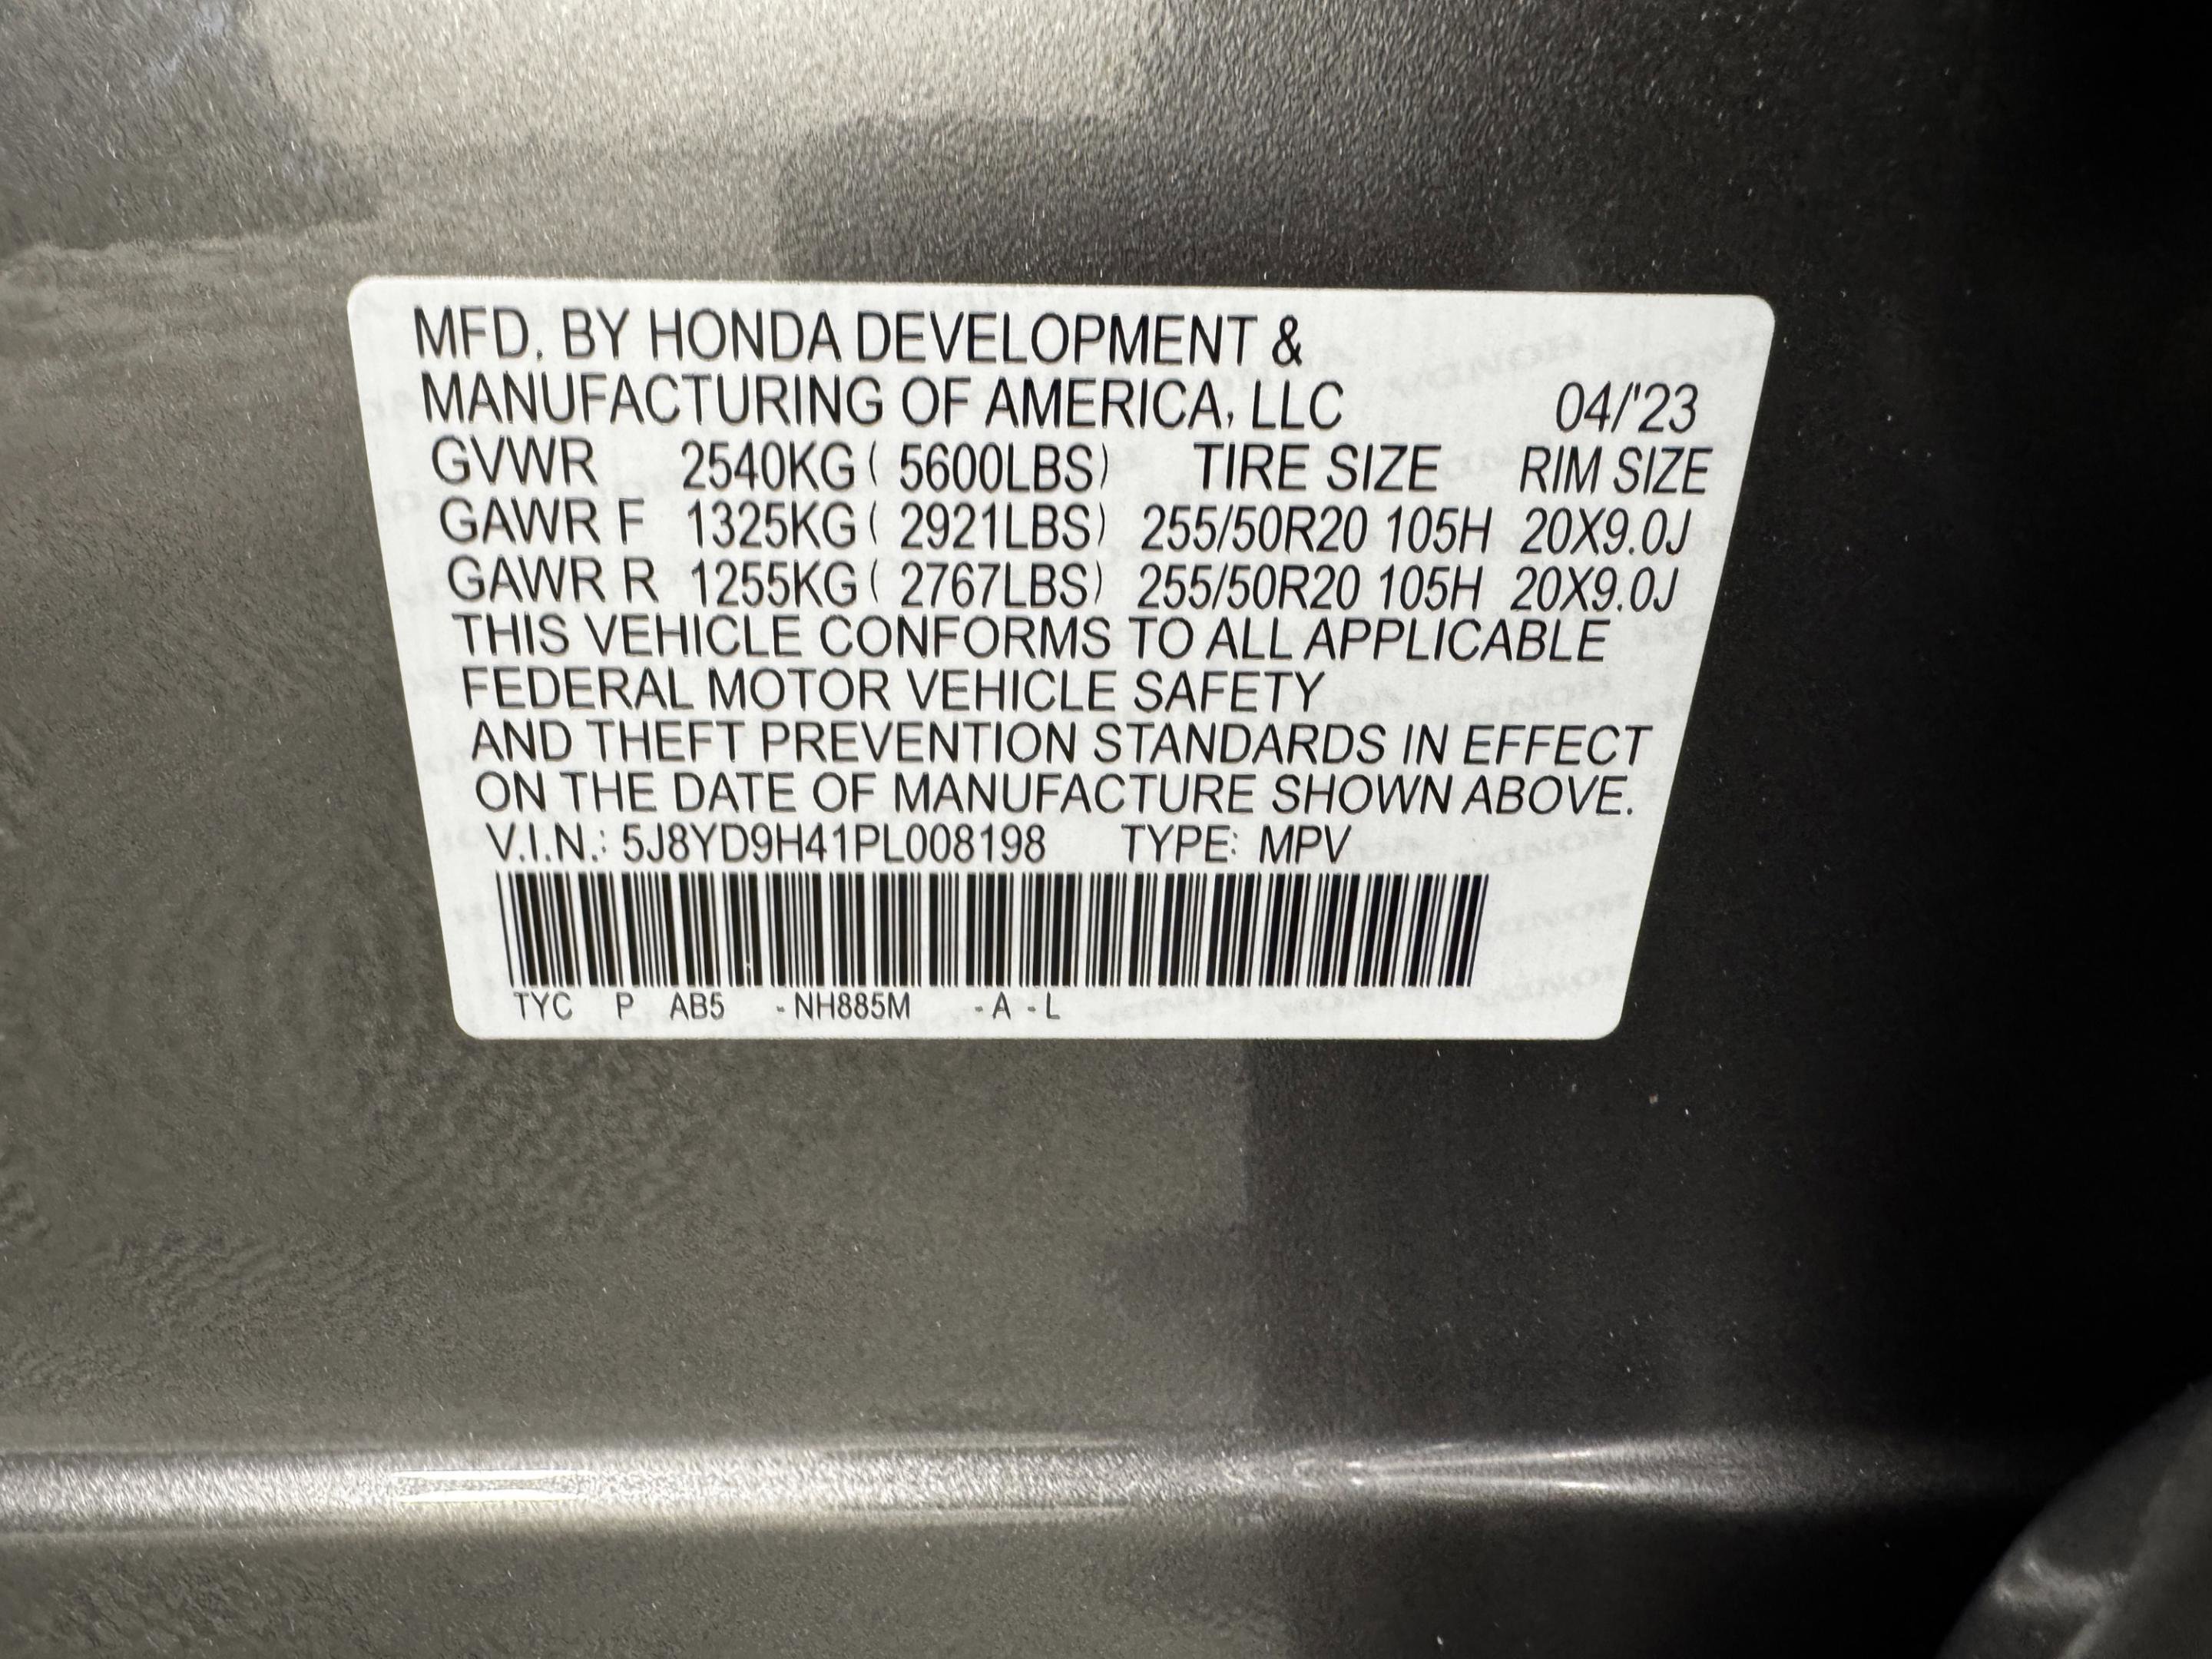 MFD. BY HONDA DEVELOPMENT &
MANUFACTURING OF AMERICA, LLC 04/'23
GVWR 2540KG ( 5600LBS) TIRE SIZE RIM SIZE
GAWR F 1325KG ( 2921LBS) 255/50R20 105H 20X9.0J
GAWR R 1255KG ( 2767LBS) 255/50R20 105H 20X9.0J
THIS VEHICLE CONFORMS TO ALL APPLICABLE
FEDERAL MOTOR VEHICLE SAFETY
AND THEFT PREVENTION STANDARDS IN EFFECT
ON THE DATE OF MANUFACTURE SHOWN ABOVE.
V.I.N.: 5J8YD9H41PL008198 TYPE: MPV
TYC P AB5 - NH885M - A - L